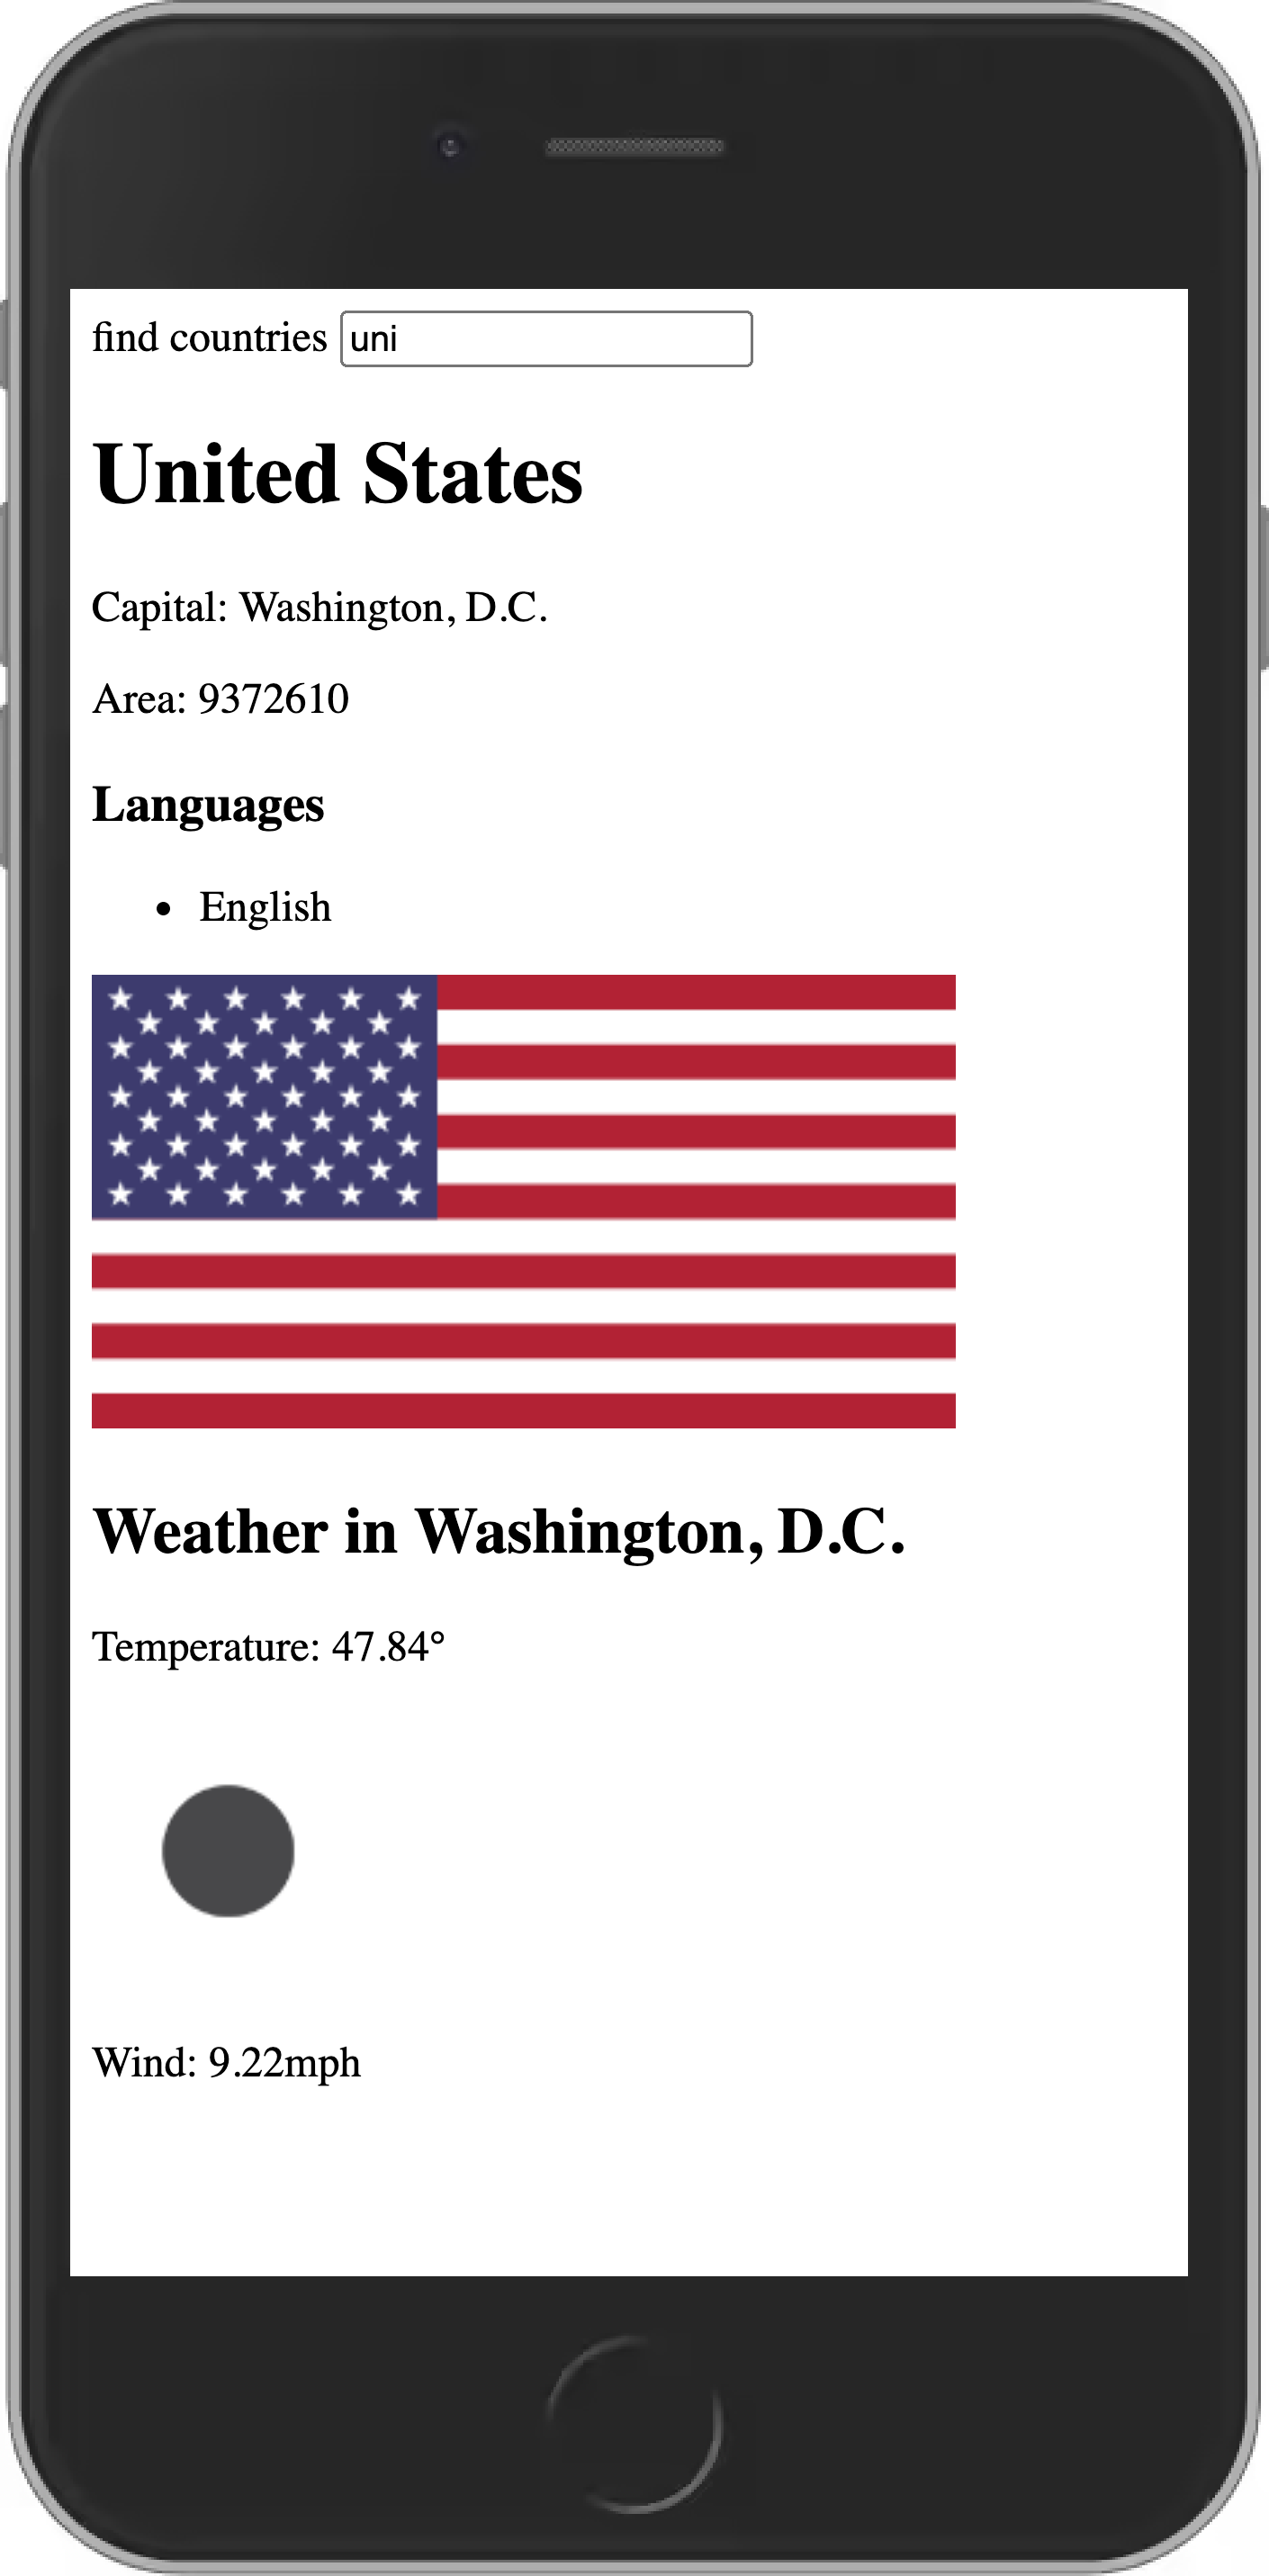 find countries uni
United States
Capital: Washington, D.C.
Area: 9372610
Languages
• English
Weather in Washington, D.C.
Temperature: 47.84°
Wind: 9.22mph